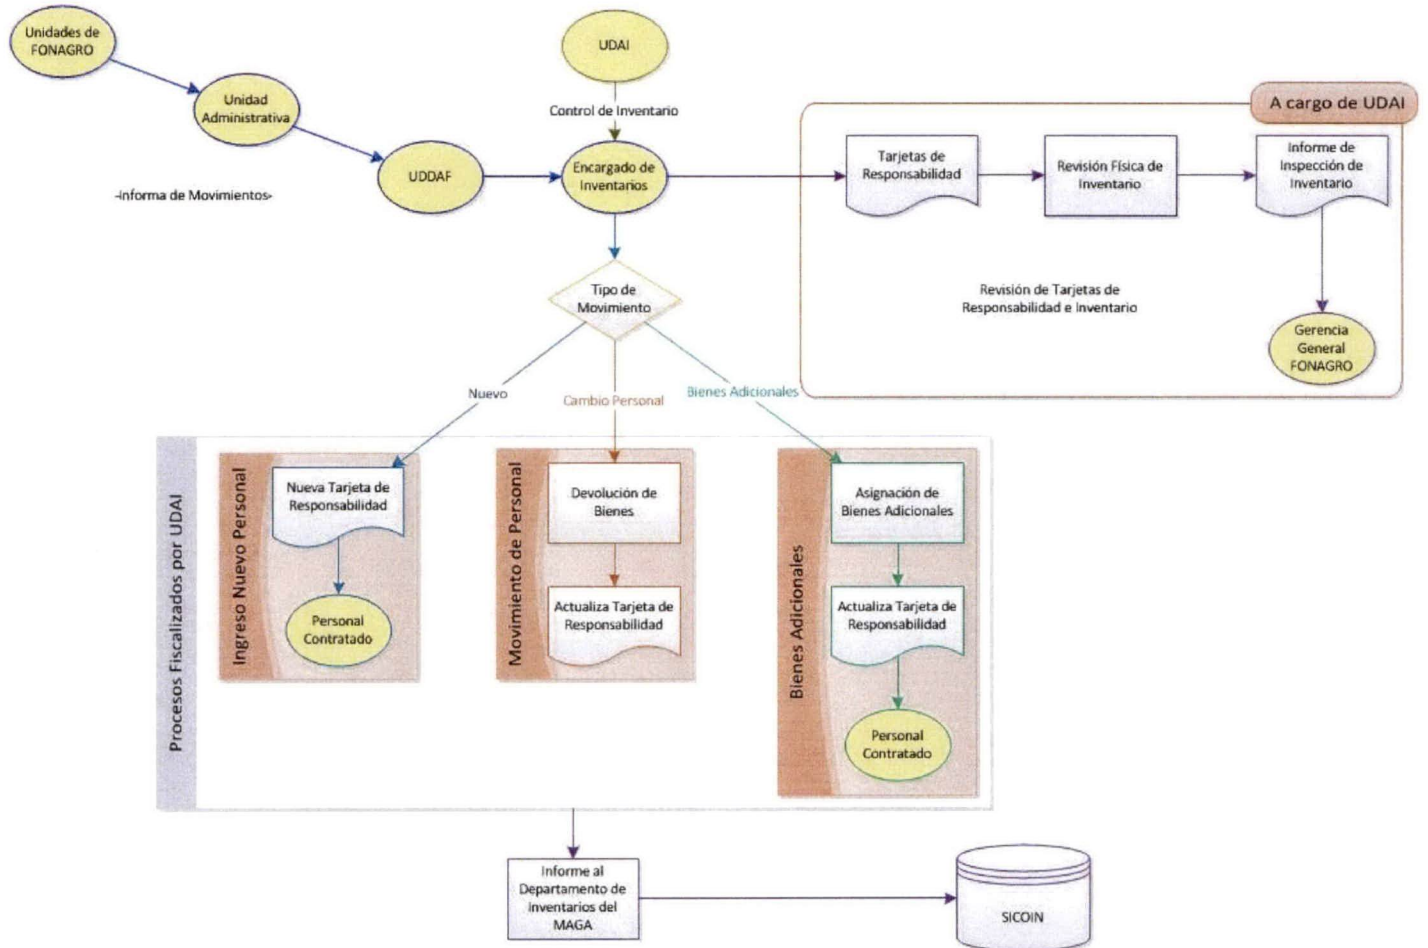 Unidades de
FONAGRO
UDAI
Unidad
Administrativa
Control de Inventario
A cargo de UDAI
UDDAF
Encargado de
Inventarios
Tarjetas de
Responsabilidad
Revisión Física de
Inventario
Informe de
Inspección de
Inventario
-Informa de Movimientos-
Tipo de
Movimiento
Revisión de Tarjetas de
Responsabilidad e Inventario
Gerencia
General
FONAGRO
Nuevo
Cambio Personal
Bienes Adicionales
Procesos Fiscalizados por UDAI
Ingreso Nuevo Personal
Nueva Tarjeta de
Responsabilidad
Personal
Contratado
Movimiento de Personal
Devolución de
Bienes
Actualiza Tarjeta de
Responsabilidad
Bienes Adicionales
Asignación de
Bienes Adicionales
Actualiza Tarjeta de
Responsabilidad
Personal
Contratado
Informe al
Departamento de
Inventarios del
MAGA
SICOIN